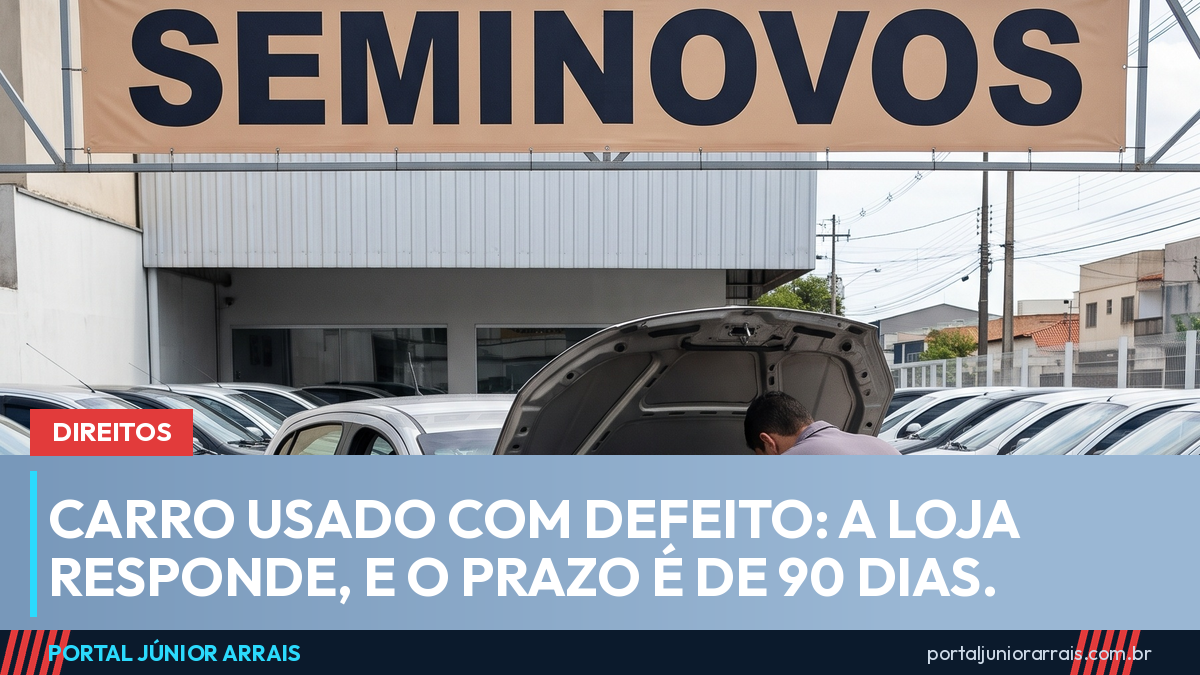 SEMINOVOS
DIREITOS
CARRO USADO COM DEFEITO: A LOJA
RESPONDE, E O PRAZO É DE 90 DIAS.
PORTAL JÚNIOR ARRAIS
portaljuniorarrais.com.br